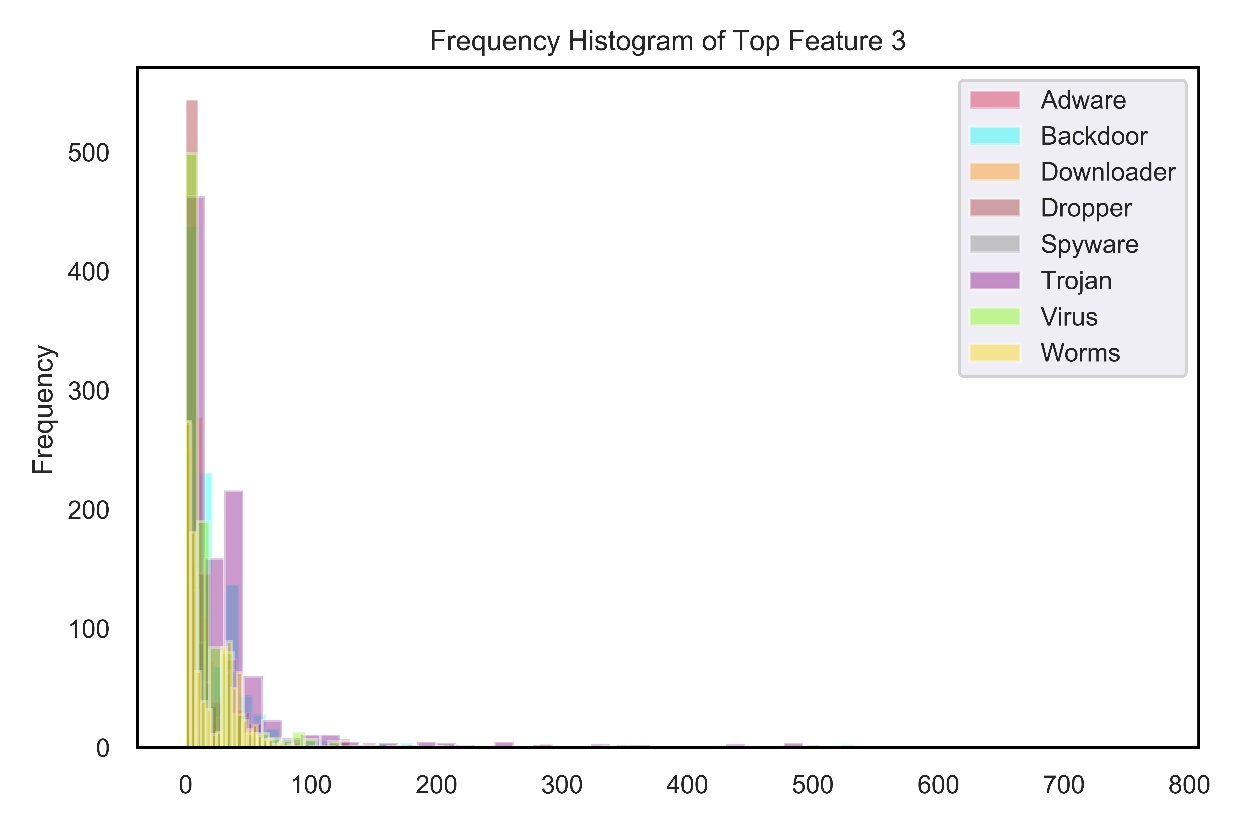 Frequency Histogram of Top Feature 3
Adware
Backdoor
Downloader
Dropper
Spyware
Trojan
Virus
Worms
Frequency
500
400
300
200
100
0
0 100 200 300 400 500 600 700 800